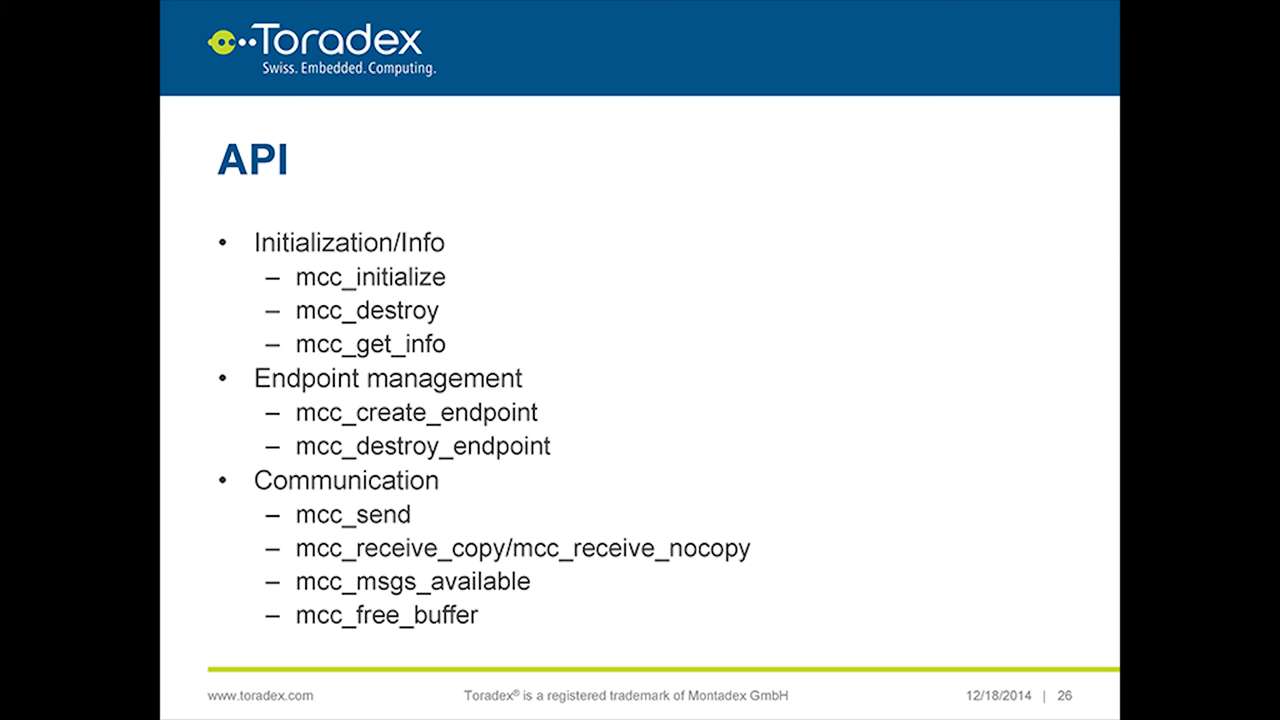 Toradex
Swiss. Embedded. Computing.
API
• Initialization/Info
– mcc_initialize
– mcc_destroy
– mcc_get_info
• Endpoint management
– mcc_create_endpoint
– mcc_destroy_endpoint
• Communication
– mcc_send
– mcc_receive_copy/mcc_receive_nocopy
– mcc_msgs_available
– mcc_free_buffer
www.toradex.com Toradex® is a registered trademark of Montadex GmbH 12/18/2014 | 26